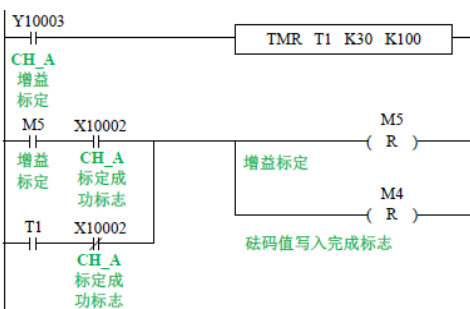 Y10003
TMR T1 K30 K100
CH_A
增益
标定
M5 X10002
M5
( R )
增益
标定
CH_A
标定成
功标志
增益标定
M4
( R )
T1 X10002
砝码值写入完成标志
CH_A
标定成
功标志